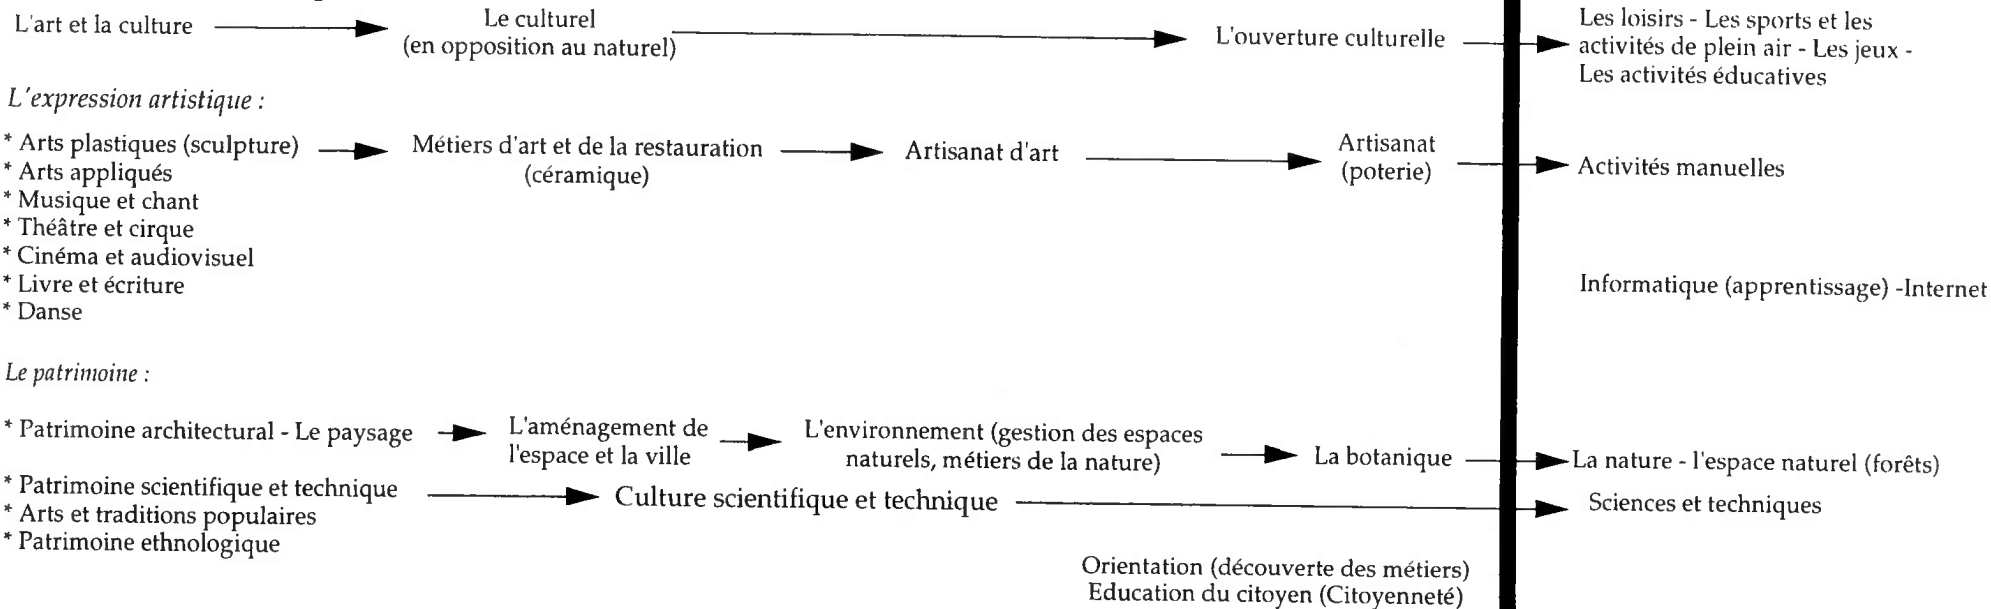 L'art et la culture
Le culturel
(en opposition au naturel)
L'ouverture culturelle
Les loisirs - Les sports et les
activités de plein air - Les jeux -
Les activités éducatives
L'expression artistique :
* Arts plastiques (sculpture)
* Arts appliqués
* Musique et chant
* Théâtre et cirque
* Cinéma et audiovisuel
* Livre et écriture
* Danse
Métiers d'art et de la restauration
(céramique)
Artisanat d'art
Artisanat
(poterie)
Activités manuelles
Informatique (apprentissage) -Internet
Le patrimoine :
* Patrimoine architectural - Le paysage
L'aménagement de
l'espace et la ville
L'environnement (gestion des espaces
naturels, métiers de la nature)
La botanique
La nature - l'espace naturel (forêts)
* Patrimoine scientifique et technique
* Arts et traditions populaires
* Patrimoine ethnologique
Culture scientifique et technique
Sciences et techniques
Orientation (découverte des métiers)
Education du citoyen (Citoyenneté)